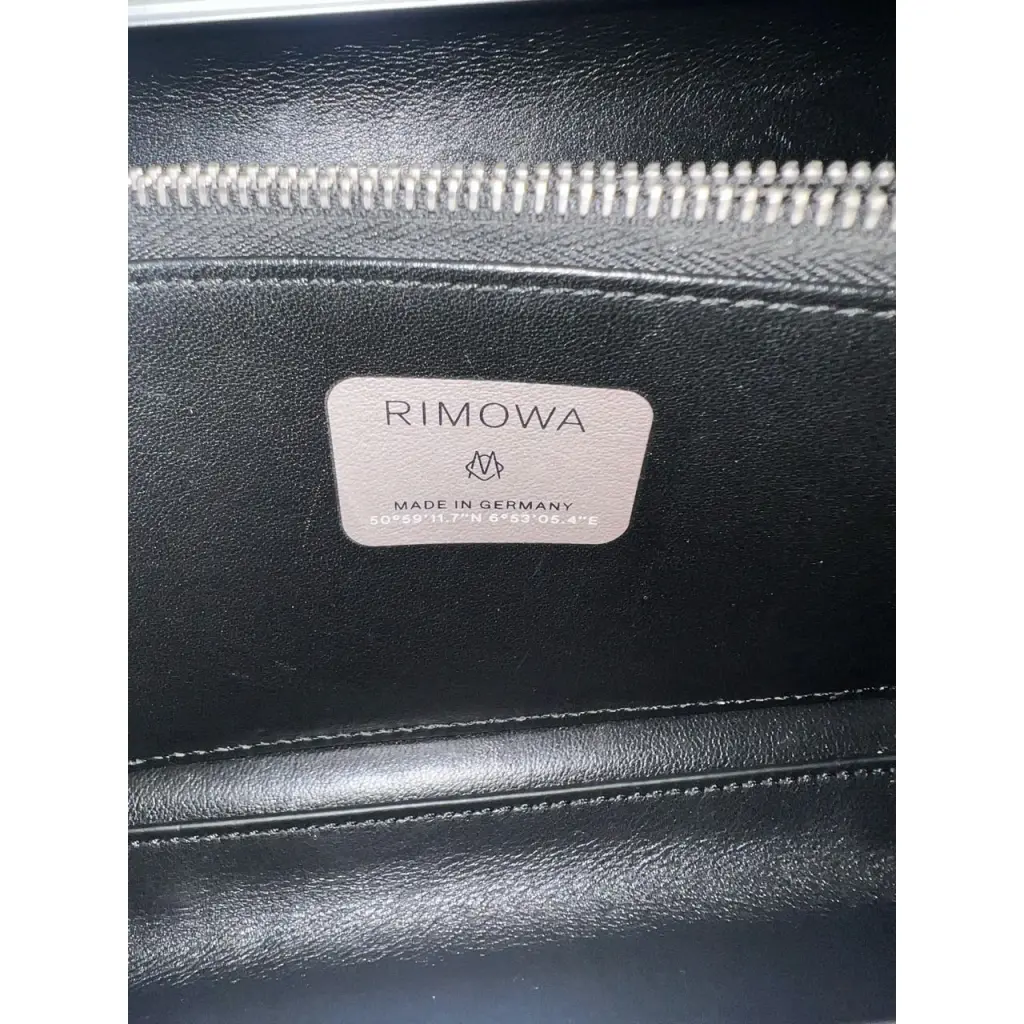 RIMOWA
MADE IN GERMANY
50°59'11.7"N 6°53'05.4"E